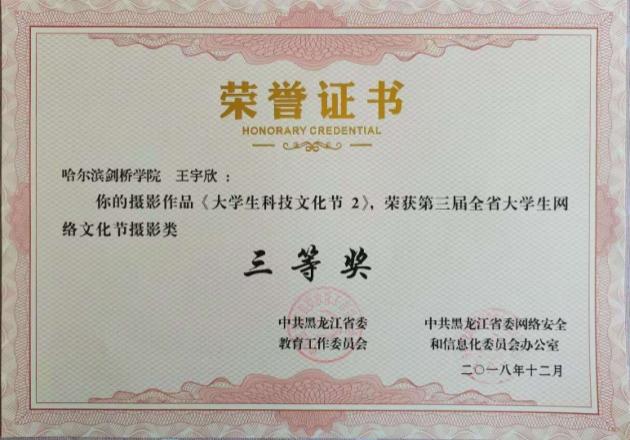 荣誉证书
HONORARY CREDENTIAL
哈尔滨剑桥学院 王宇欣：
你的摄影作品《大学生科技文化节 2》，荣获第三届全省大学生网
络文化节摄影类
三等奖
中共黑龙江省委
教育工作委员会
中共黑龙江省委网络安全
和信息化委员会办公室
二〇一八年十二月